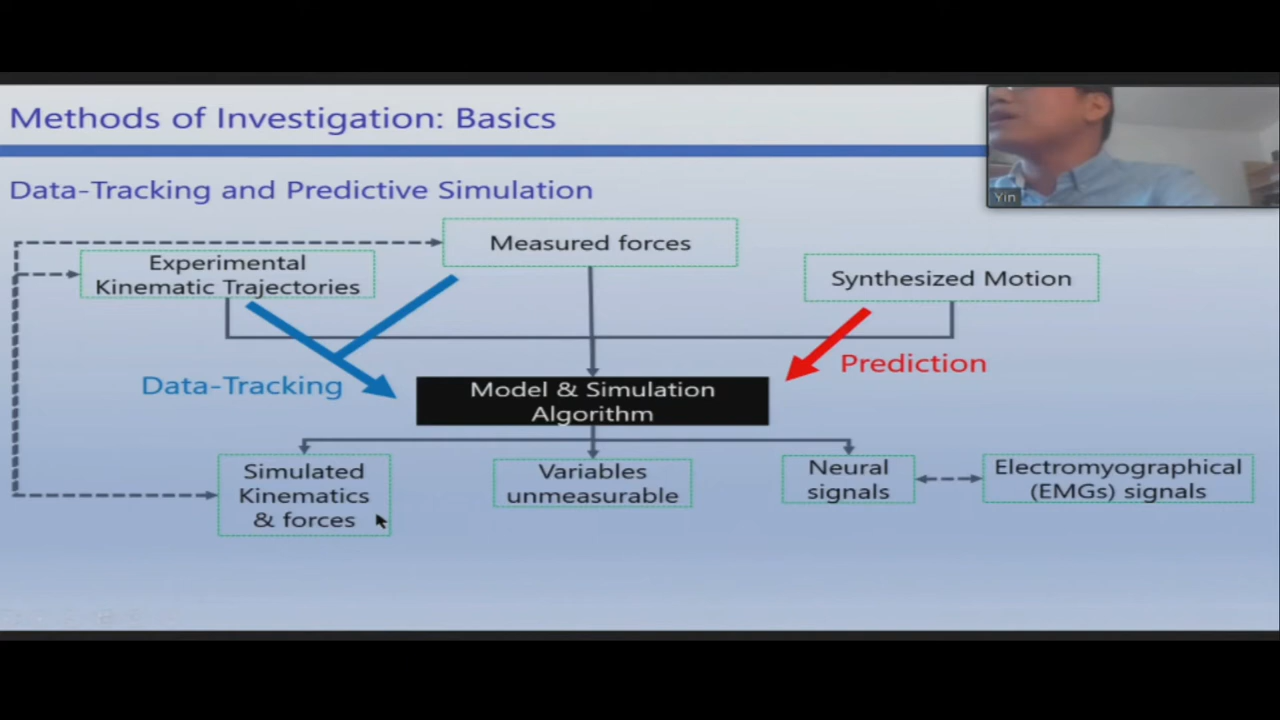 Methods of Investigation: Basics
Yin
Data-Tracking and Predictive Simulation
Measured forces
Experimental
Kinematic Trajectories
Synthesized Motion
Prediction
Data-Tracking
Model & Simulation
Algorithm
Simulated
Kinematics
& forces
Variables
unmeasurable
Neural
signals
Electromyographical
(EMGs) signals